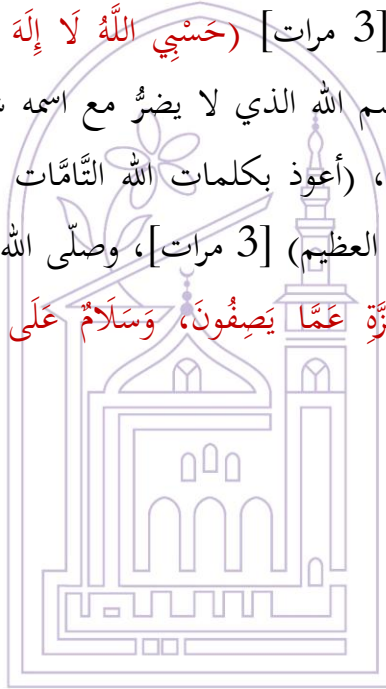 [3 مرات] (حَسْبِي اللَّهُ لَا إِلَهَ
الله الذي لا يضرُّ مع اسمه
، (أعوذ بكلمات الله التَّامَّات
العظيم) [3 مرات]، وصلّى الله
عَمَّا يَصِفُونَ، وَسَلَامٌ عَلَى